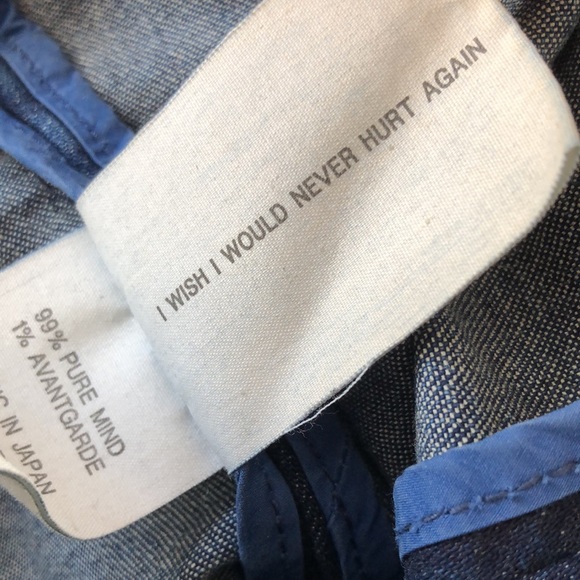 I WISH I WOULD NEVER HURT AGAIN
99% PURE MIND
1% AVANTGARDE
IN JAPAN